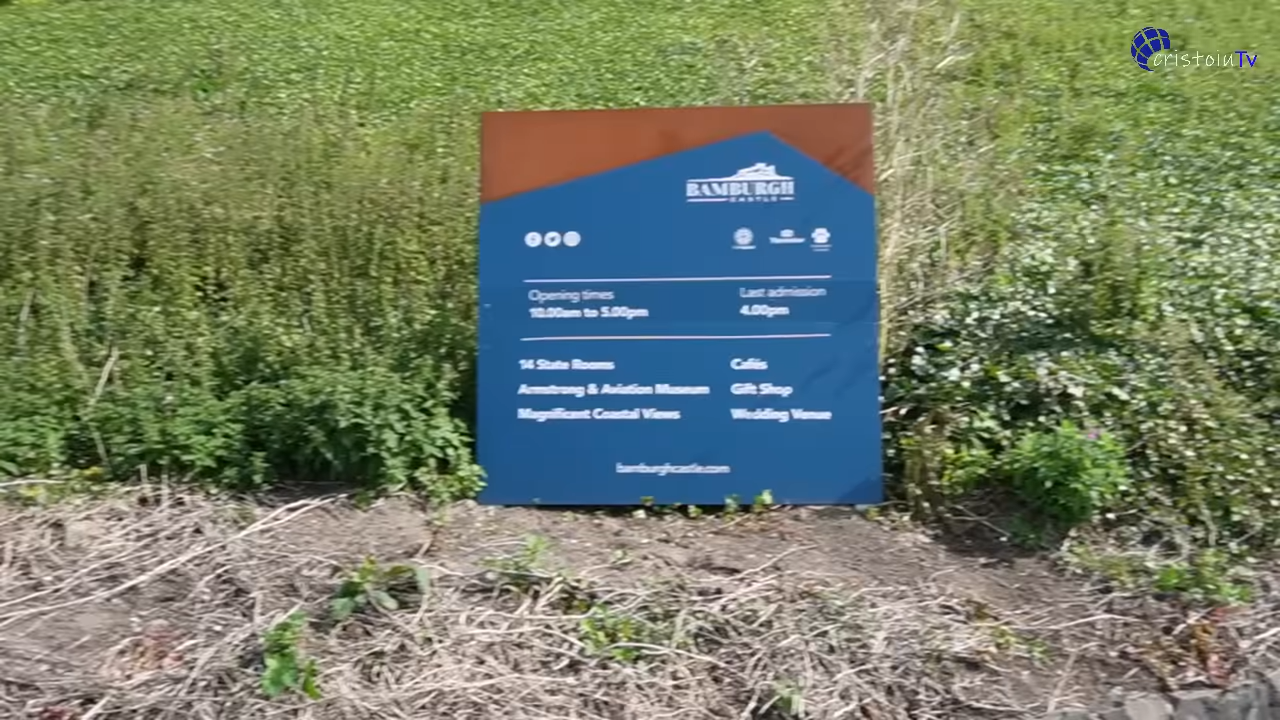 cristoiuTv
BAMBURGH
CASTLE
Opening times
10.00am to 5.00pm
Last admission
4.00pm
14 State Rooms
Armstrong & Aviation Museum
Magnificent Coastal Views
Cafés
Gift Shop
Wedding Venue
bamburghcastle.com